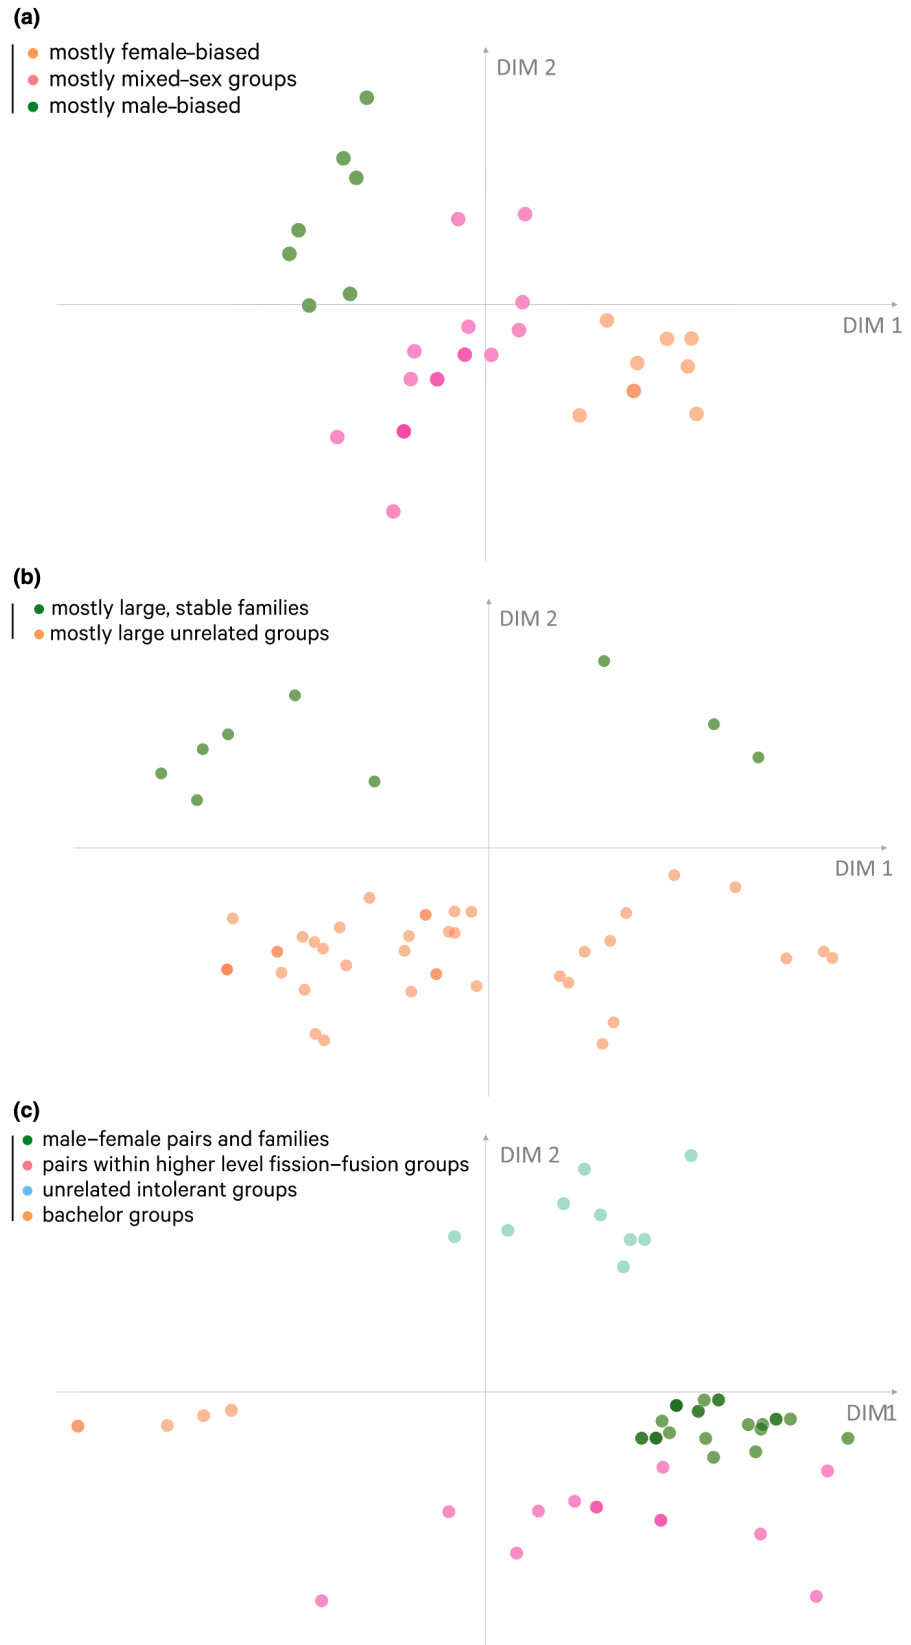 (a)
mostly female-biased
mostly mixed-sex groups
mostly male-biased
DIM 2
DIM 1
(b)
mostly large, stable families
mostly large unrelated groups
DIM 2
DIM 1
(c)
male–female pairs and families
pairs within higher level fission–fusion groups
unrelated intolerant groups
bachelor groups
DIM 2
DIM1